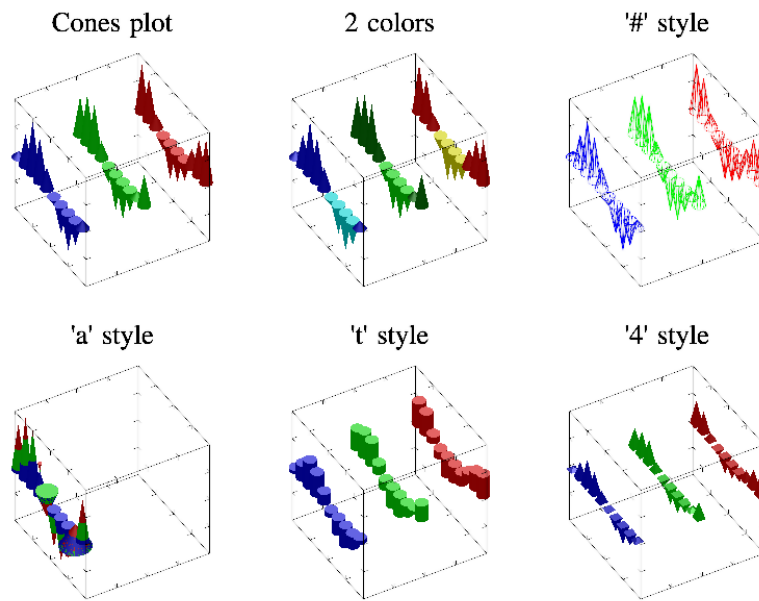 Cones plot
2 colors
'#' style
'a' style
't' style
'4' style